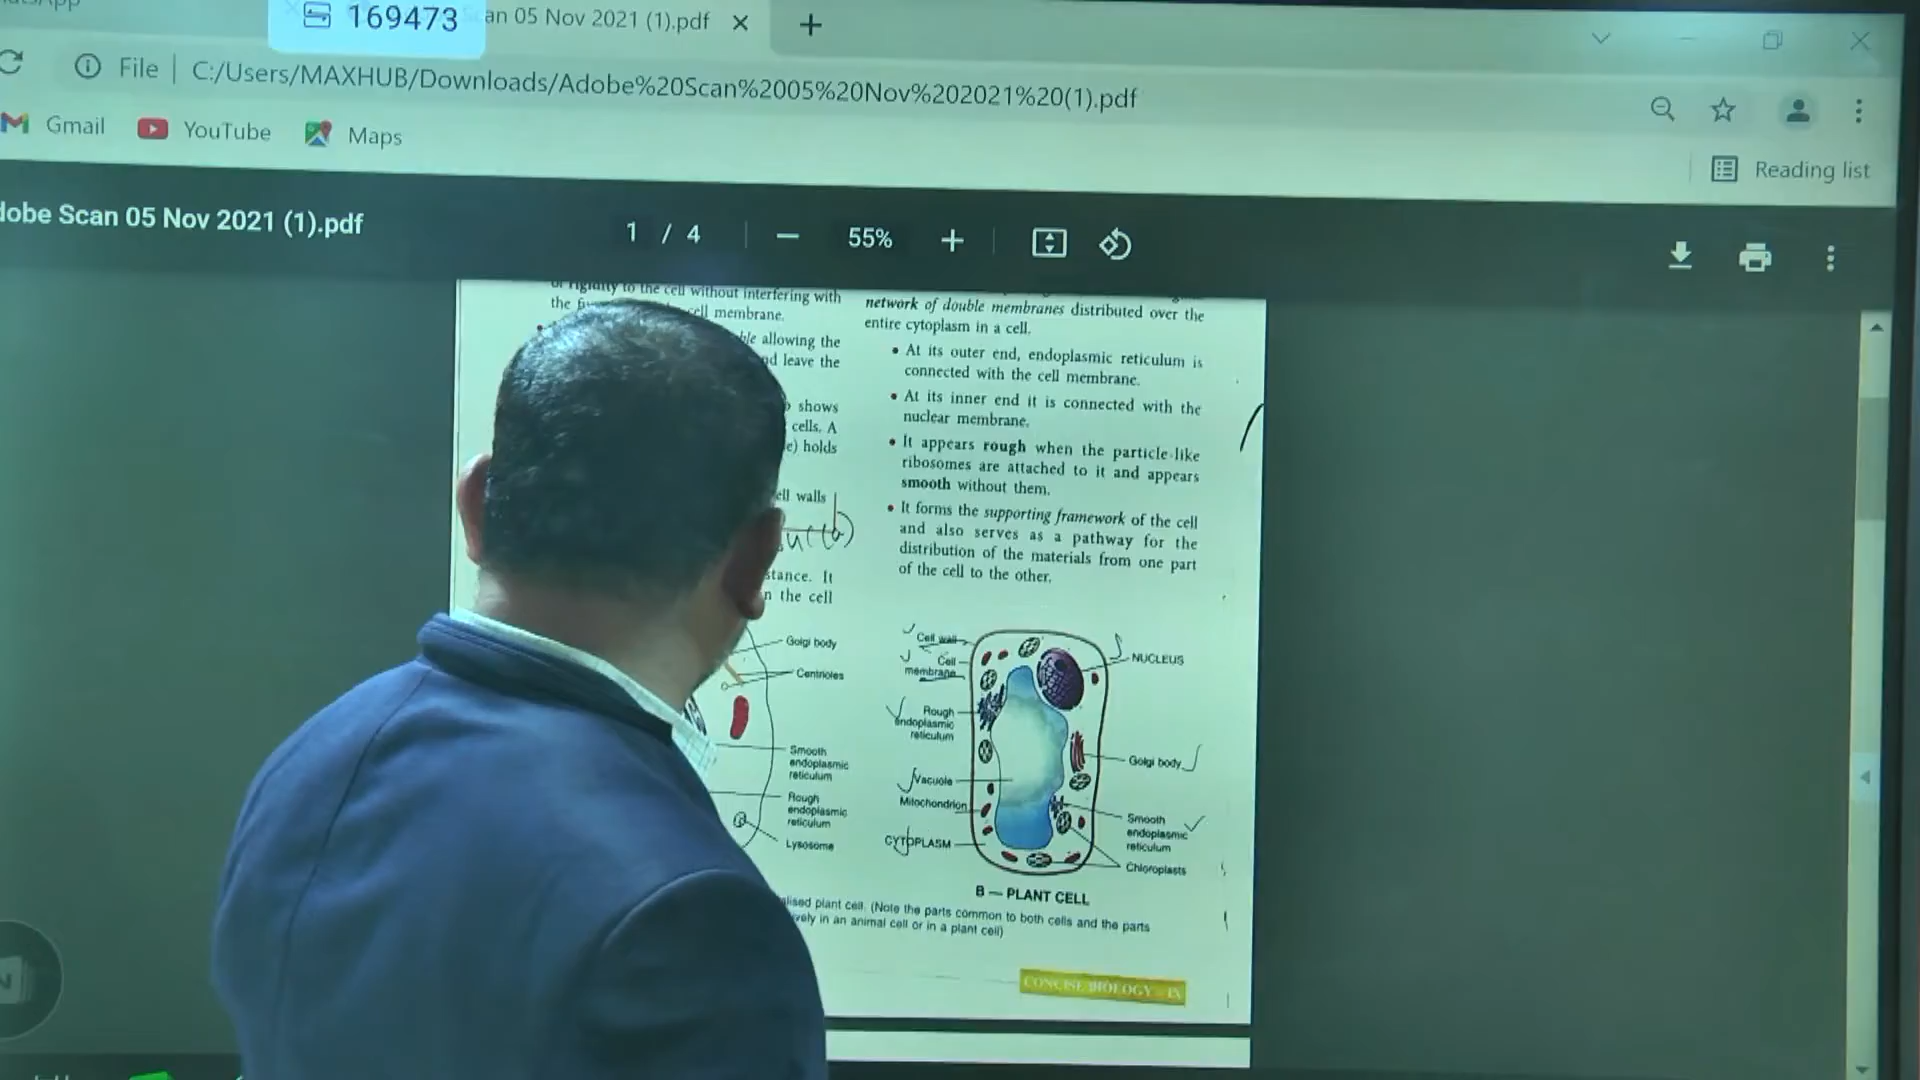 169473
an 05 Nov 2021 (1).pdf
File
C:/Users/MAXHUB/Downloads/Adobe%20Scan%2005%20Nov%202021%20(1).pdf
Gmail
YouTube
Maps
Reading list
dobe Scan 05 Nov 2021 (1).pdf
1 / 4
55%
of rigidity to the cell without interfering with
the
cell membrane.
allowing the
leave the
shows
cells. A
holds
ell walls
stance. It
the cell
Golgi body
Centrioles
Smooth
endoplasmic
reticulum
Rough
endoplasmic
reticulum
Lysosome
network of double membranes distributed over the
entire cytoplasm in a cell.
• At its outer end, endoplasmic reticulum is
connected with the cell membrane.
• At its inner end it is connected with the
nuclear membrane.
• It appears rough when the particle-like
ribosomes are attached to it and appears
smooth without them.
• It forms the supporting framework of the cell
and also serves as a pathway for the
distribution of the materials from one part
of the cell to the other.
Cell wall
Cell
membrane
Rough
endoplasmic
reticulum
Vacuole
Mitochondrion
CYTOPLASM
NUCLEUS
Golgi body
Smooth
endoplasmic
reticulum
Chloroplasts
B — PLANT CELL
alised plant cell. (Note the parts common to both cells and the parts
vely in an animal cell or in a plant cell)
CONCISE BIOLOGY – IX